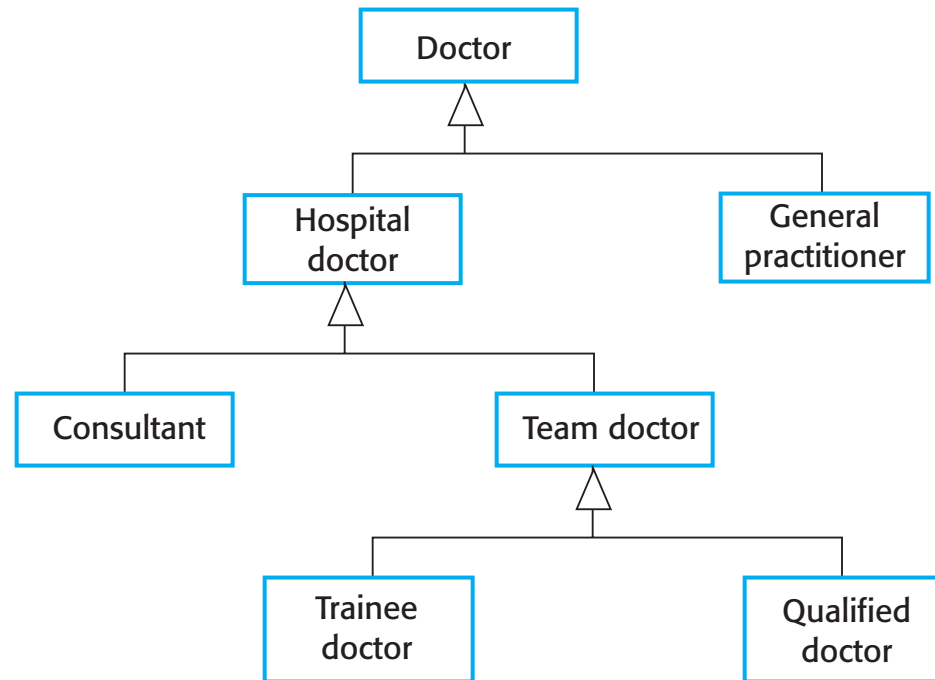 Doctor
Hospital
doctor
General
practitioner
Consultant
Team doctor
Trainee
doctor
Qualified
doctor